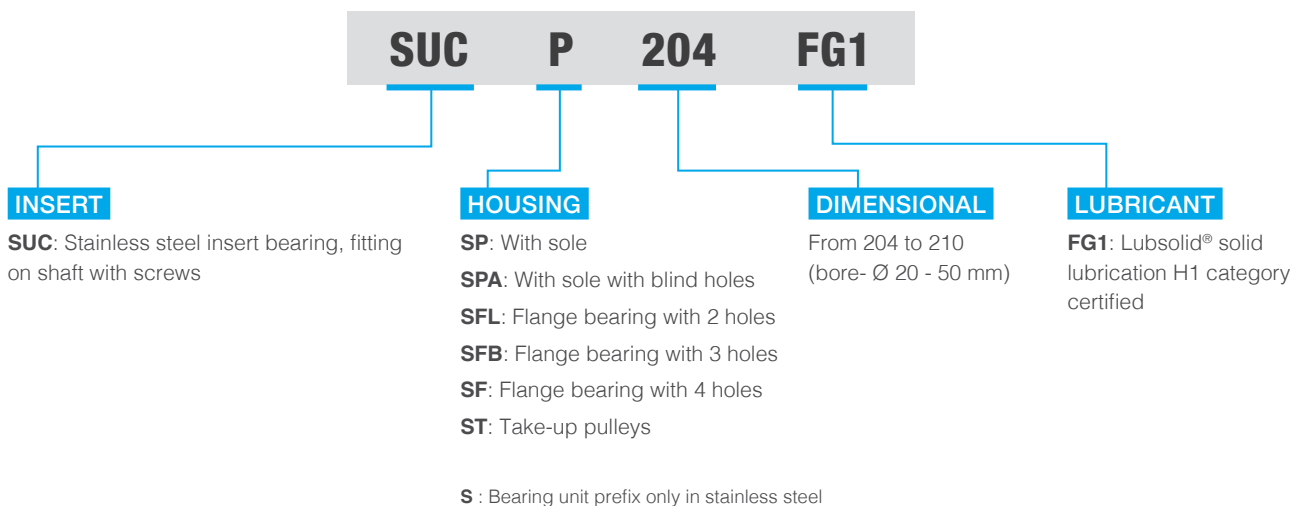 SUC P 204 FG1
INSERT
SUC: Stainless steel insert bearing, fitting
on shaft with screws
HOUSING
SP: With sole
SPA: With sole with blind holes
SFL: Flange bearing with 2 holes
SFB: Flange bearing with 3 holes
SF: Flange bearing with 4 holes
ST: Take-up pulleys
S : Bearing unit prefix only in stainless steel
DIMENSIONAL
From 204 to 210
(bore- Ø 20 - 50 mm)
LUBRICANT
FG1: Lubsolid® solid
lubrication H1 category
certified